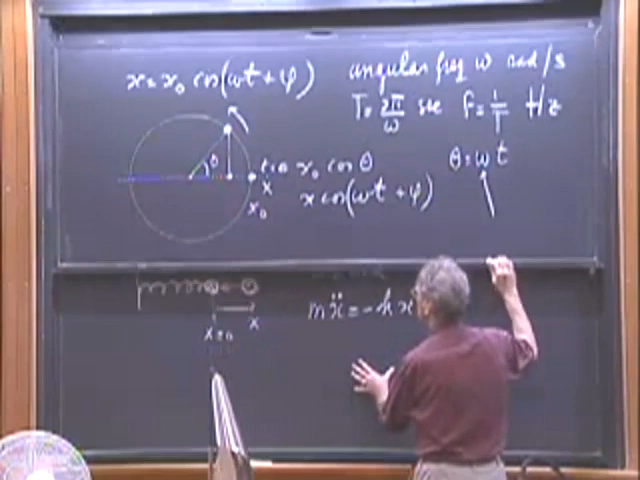 x = x₀ cos(ωt + φ)
angular freq ω rad/s
T = 2π/ω sec f = 1/T Hz
θ
x₀ cos θ
θ = ωt
x
x cos(ωt + φ)
x₀
mẍ = -kx
x=0
x